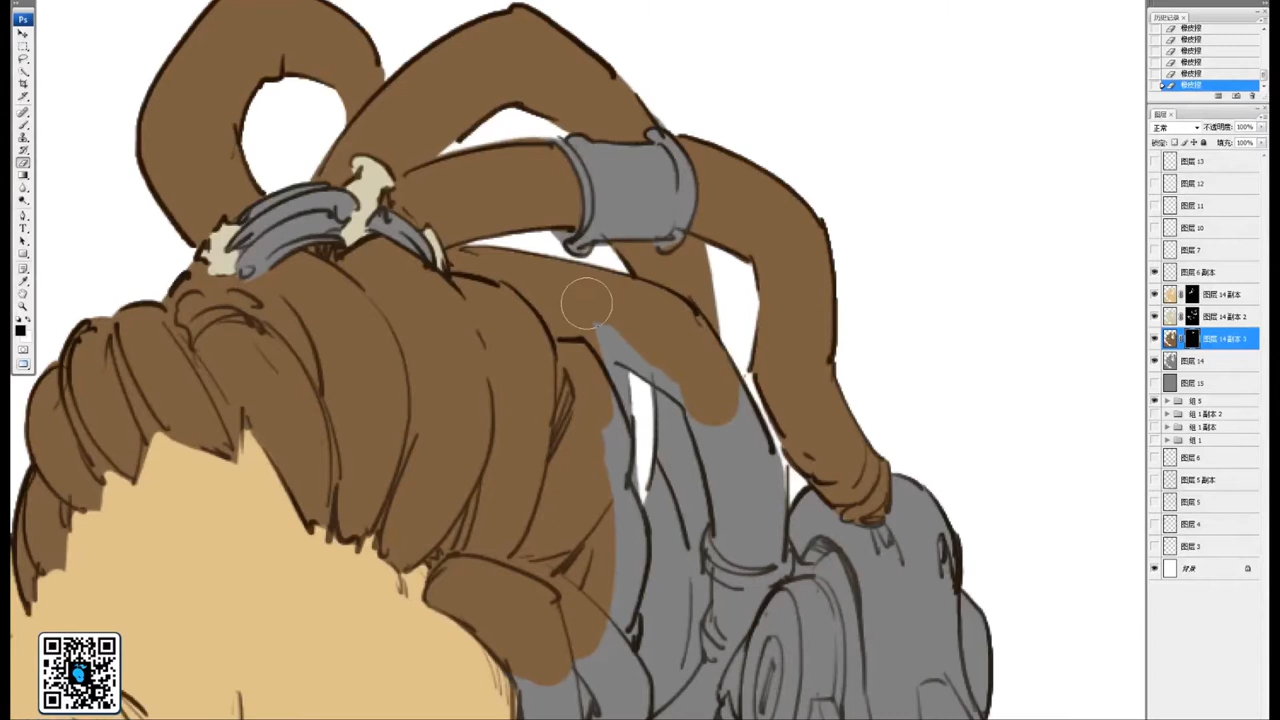 Ps
历史记录
橡皮擦
橡皮擦
橡皮擦
橡皮擦
橡皮擦
橡皮擦
图层
正常 不透明度: 100%
锁定: 填充: 100%
图层 13
图层 12
图层 11
图层 10
图层 7
图层 6 副本
图层 14 副本
图层 14 副本 2
图层 14 副本 3
图层 14
图层 15
组 5
组 1 副本 2
组 1 副本
组 1
图层 6
图层 5 副本
图层 5
图层 4
图层 3
背景